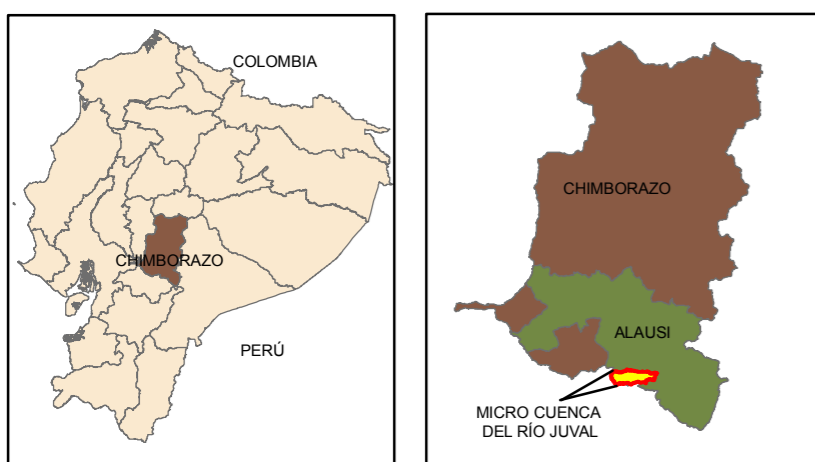 COLOMBIA
CHIMBORAZO
PERÚ
CHIMBORAZO
ALAUSI
MICRO CUENCA
DEL RÍO JUVAL